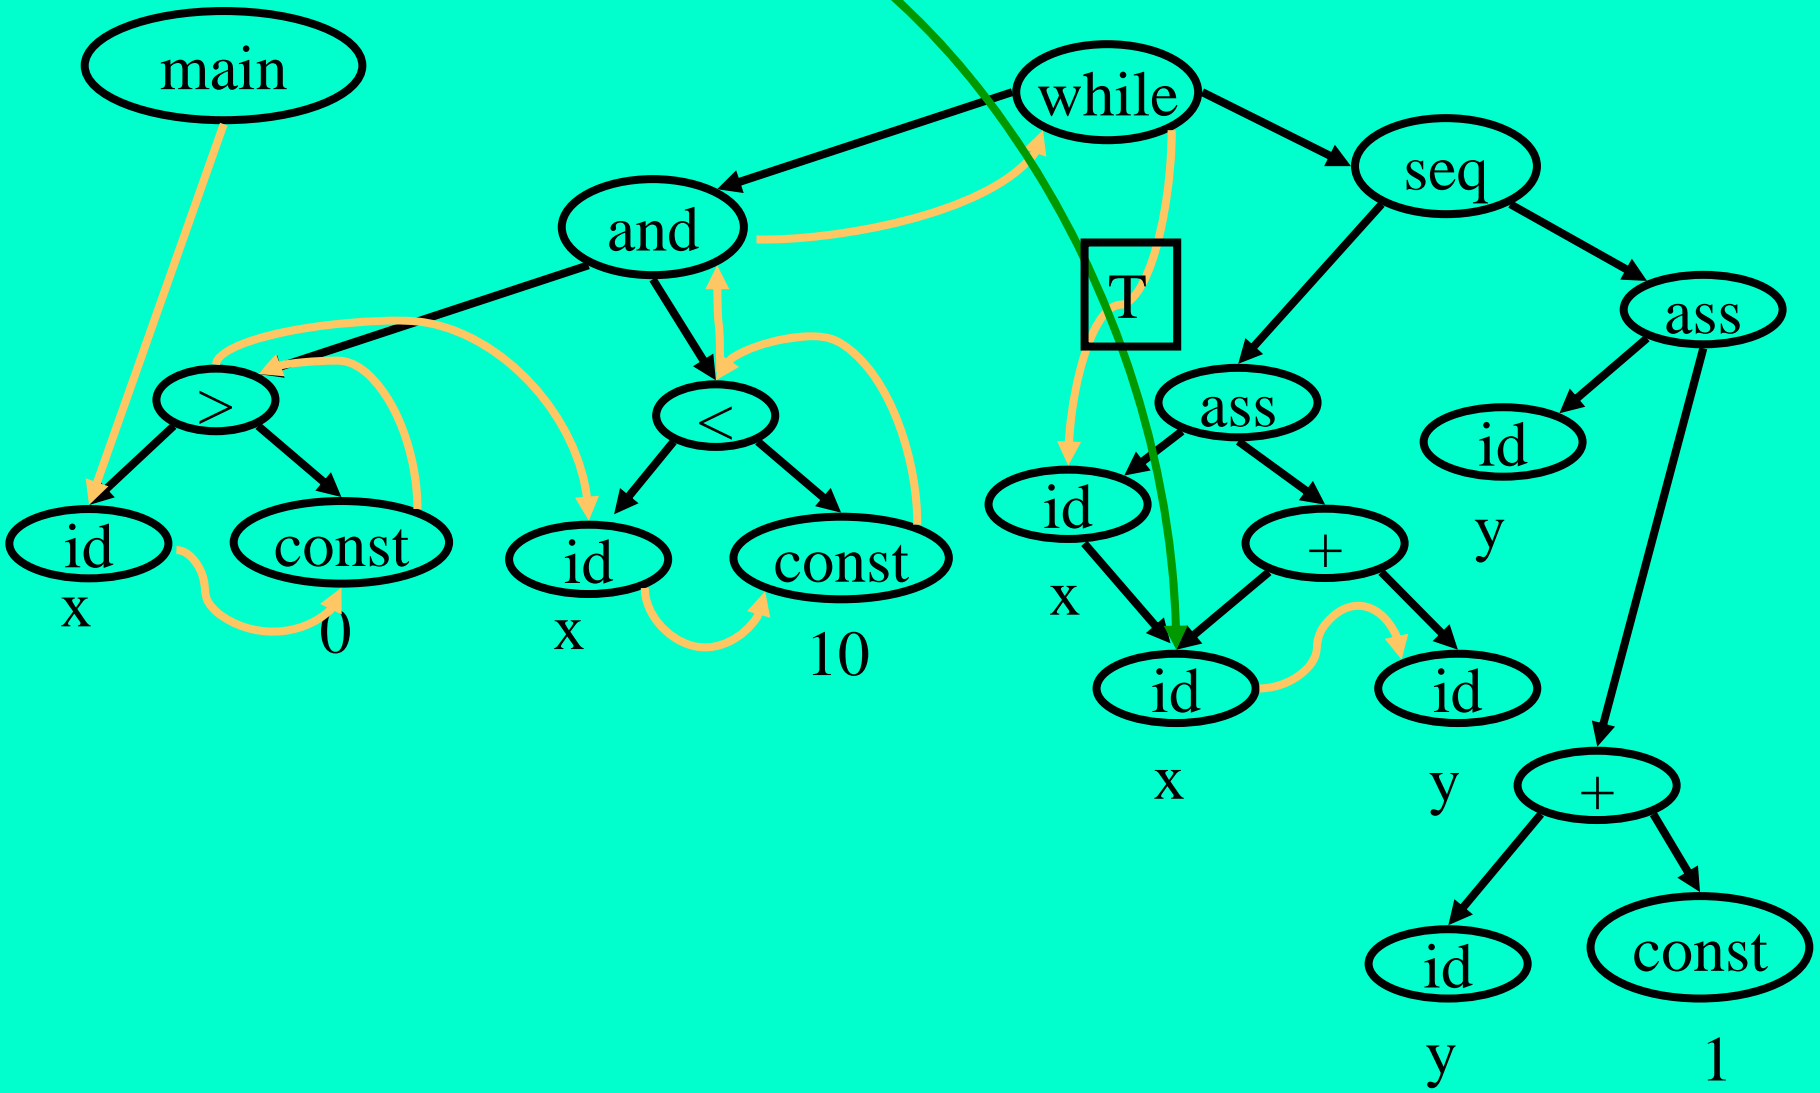 main
while
seq
and
T
ass
ass
>
<
id
id
const
id
const
id
+
x
0
x
10
x
y
id
id
x
y
+
id
const
y
1